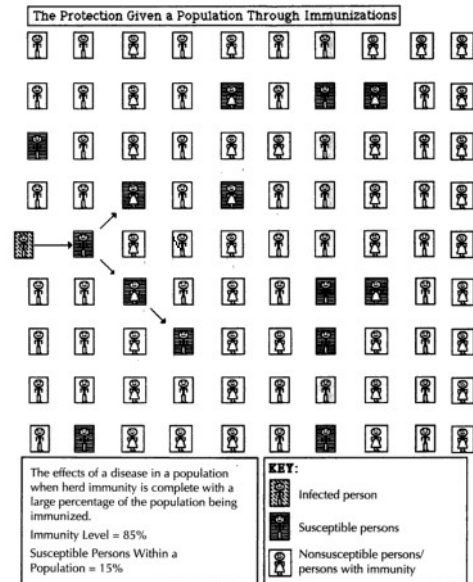 The Protection Given a Population Through Immunizations
The effects of a disease in a population
when herd immunity is complete with a
large percentage of the population being
immunized.
Immunity Level = 85%
Susceptible Persons Within a
Population = 15%
KEY:
Infected person
Susceptible persons
Nonsusceptible persons/
persons with immunity